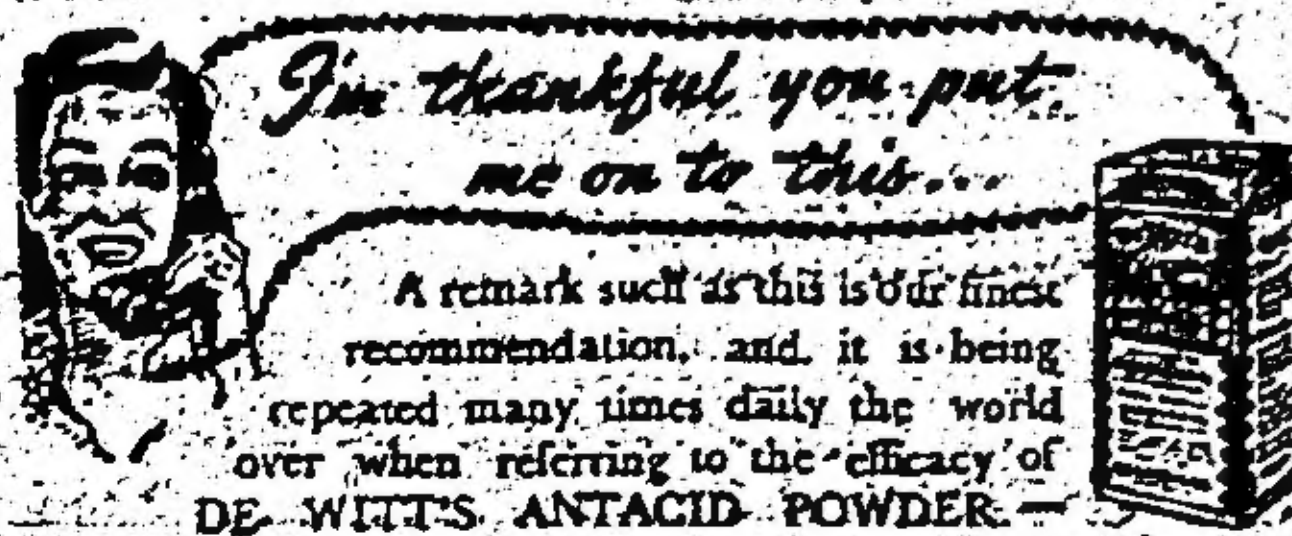 I'm thankful you put
me on to this...
A remark such as this is our finest
recommendation, and it is being
repeated many times daily the world
over when referring to the efficacy of
DE WITT'S ANTACID POWDER —